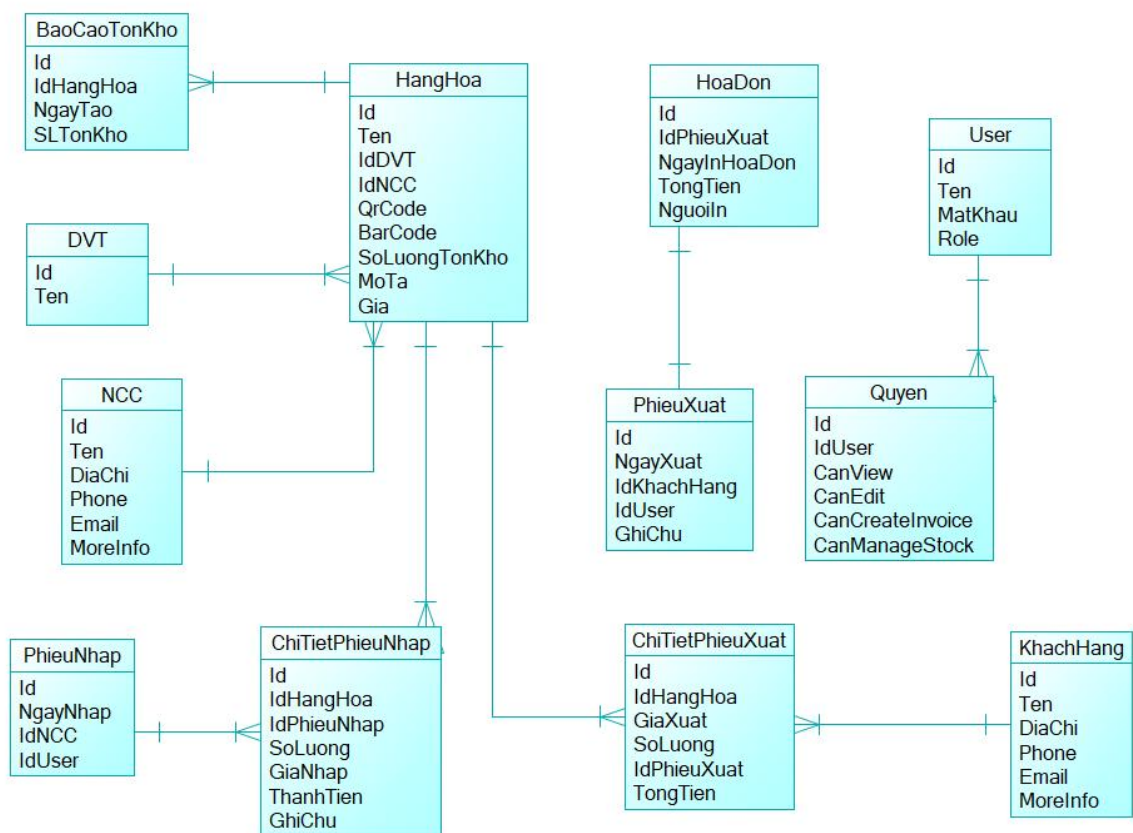 BaoCaoTonKho
Id
IdHangHoa
NgayTao
SLTonKho
HangHoa
Id
Ten
IdDVT
IdNCC
QrCode
BarCode
SoLuongTonKho
MoTa
Gia
HoaDon
Id
IdPhieuXuat
NgayInHoaDon
TongTien
NguoiIn
User
Id
Ten
MatKhau
Role
DVT
Id
Ten
NCC
Id
Ten
DiaChi
Phone
Email
MoreInfo
PhieuXuat
Id
NgayXuat
IdKhachHang
IdUser
GhiChu
Quyen
Id
IdUser
CanView
CanEdit
CanCreateInvoice
CanManageStock
PhieuNhap
Id
NgayNhap
IdNCC
IdUser
ChiTietPhieuNhap
Id
IdHangHoa
IdPhieuNhap
SoLuong
GiaNhap
ThanhTien
GhiChu
ChiTietPhieuXuat
Id
IdHangHoa
GiaXuat
SoLuong
IdPhieuXuat
TongTien
KhachHang
Id
Ten
DiaChi
Phone
Email
MoreInfo